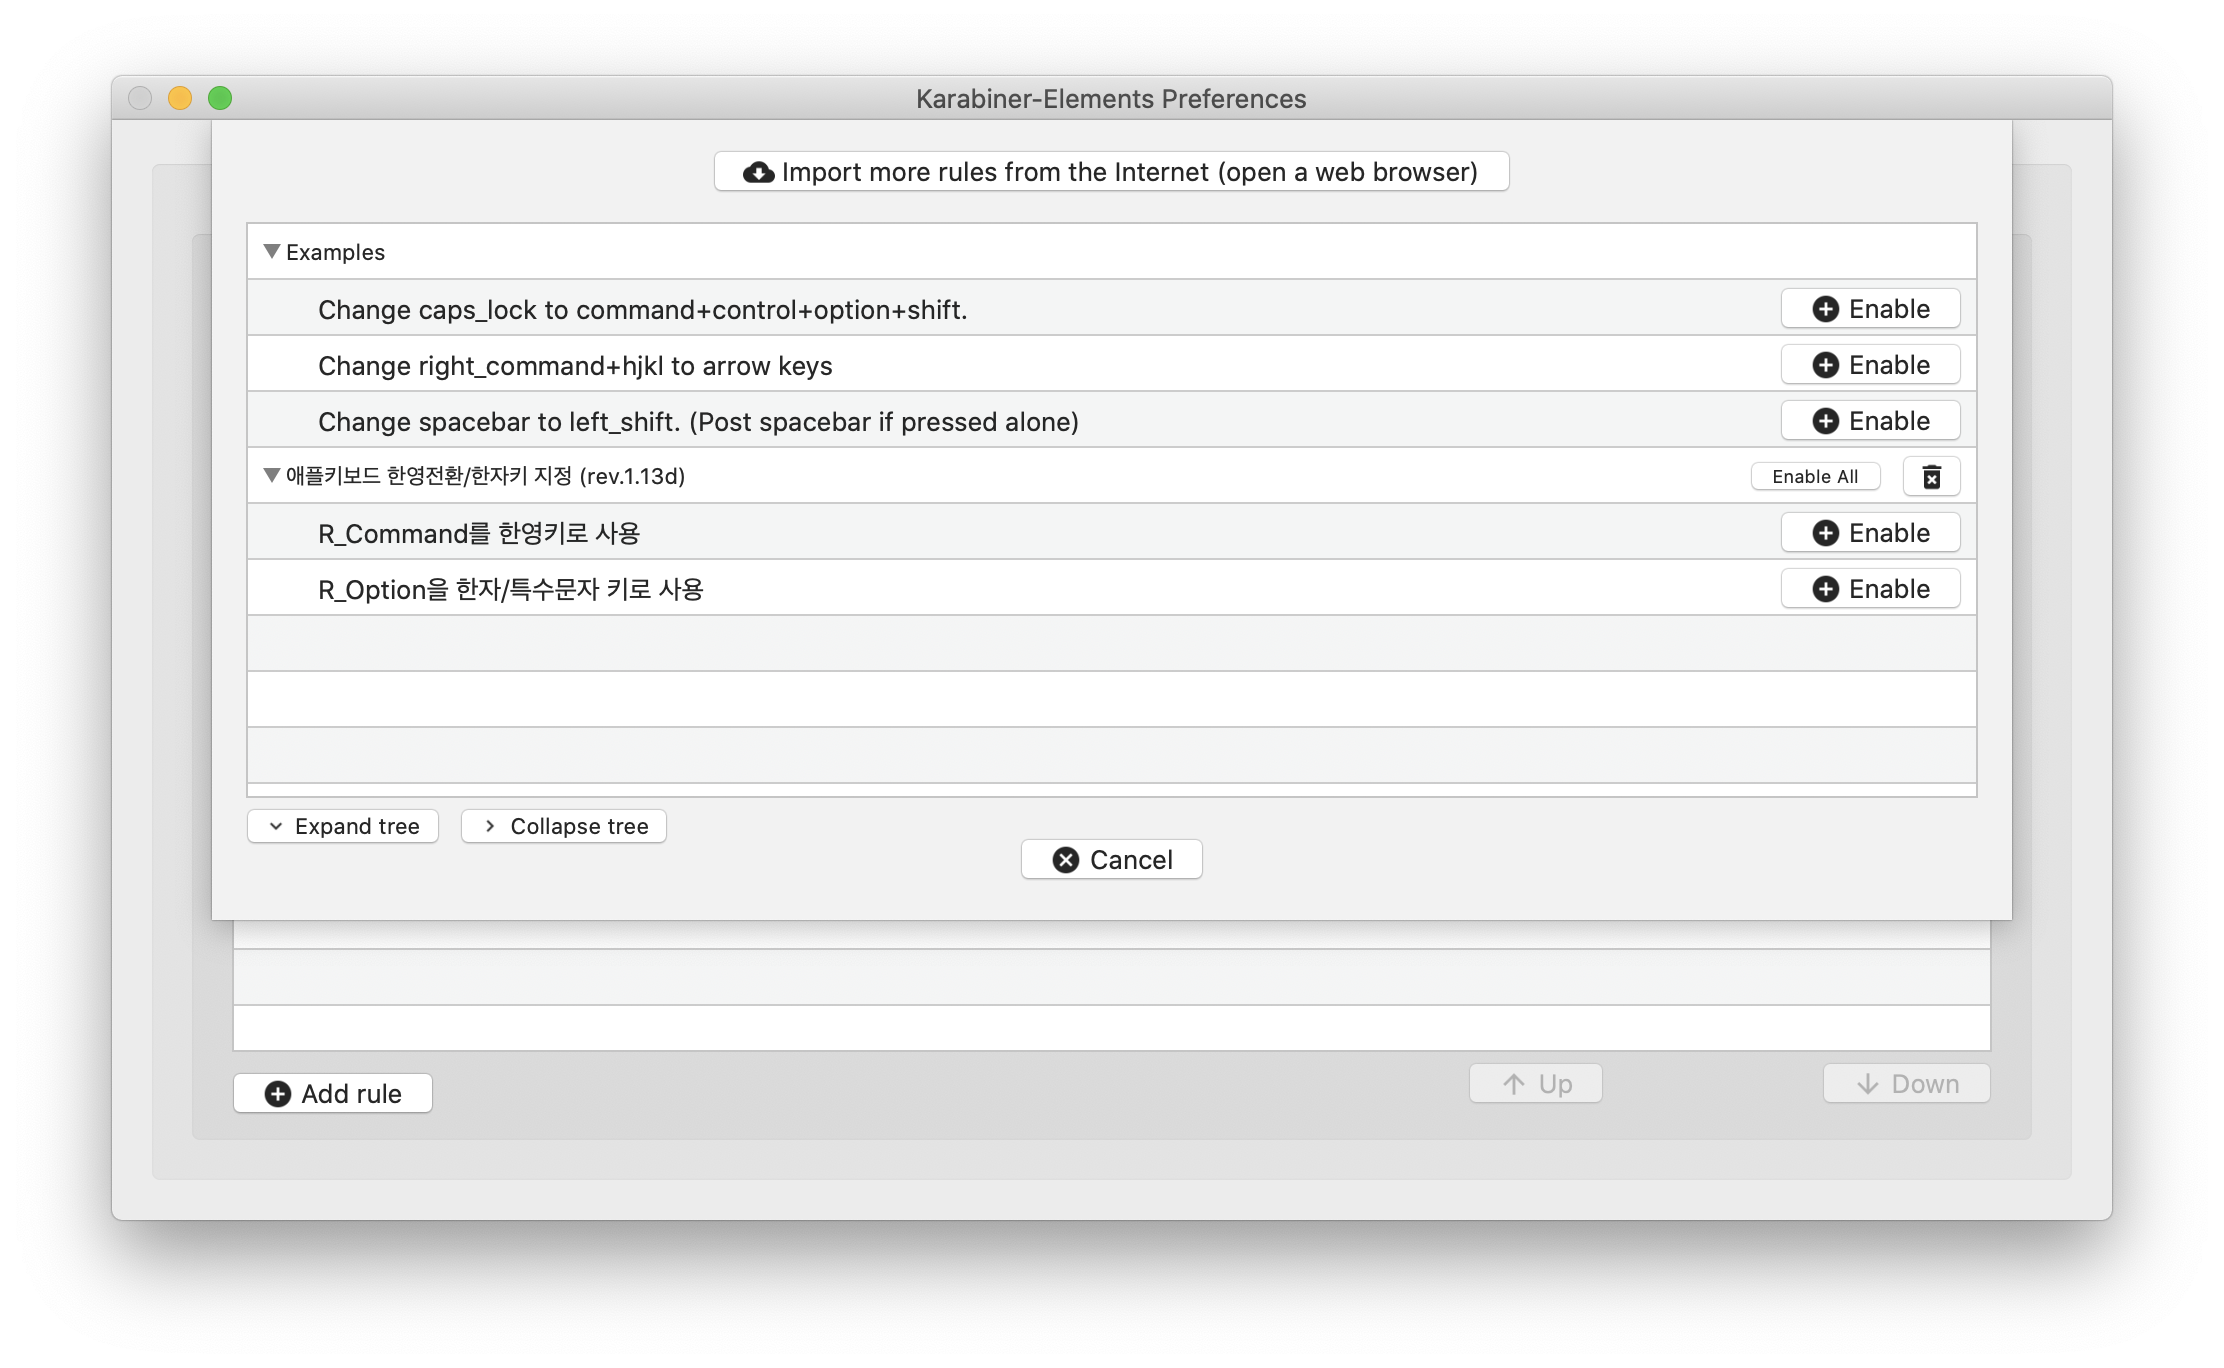 Karabiner-Elements Preferences
Import more rules from the Internet (open a web browser)
Examples
Change caps_lock to command+control+option+shift.
Enable
Change right_command+hjkl to arrow keys
Enable
Change spacebar to left_shift. (Post spacebar if pressed alone)
Enable
애플키보드 한영전환/한자키 지정 (rev.1.13d)
Enable All
R_Command를 한영키로 사용
Enable
R_Option을 한자/특수문자 키로 사용
Enable
Expand tree
Collapse tree
Cancel
Add rule
Up
Down